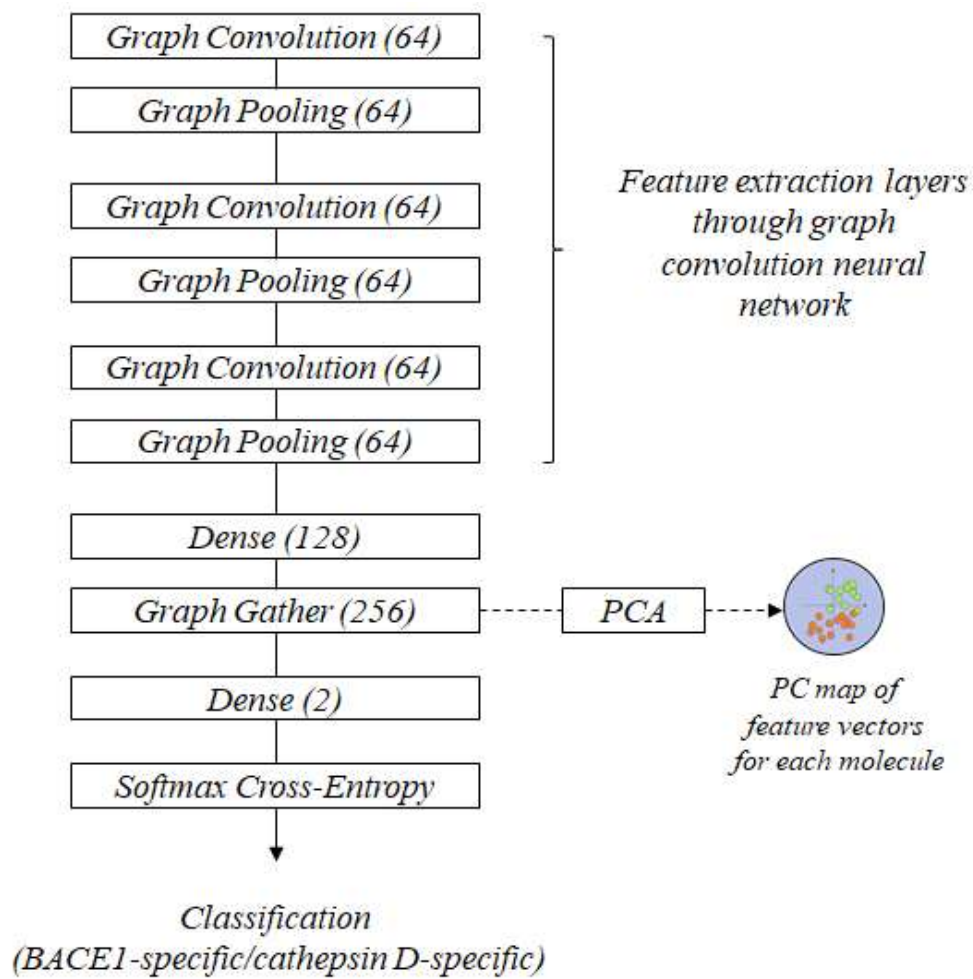 Graph Convolution (64)
Graph Pooling (64)
Graph Convolution (64)
Graph Pooling (64)
Graph Convolution (64)
Graph Pooling (64)
Feature extraction layers
through graph
convolution neural
network
Dense (128)
Graph Gather (256)
PCA
Dense (2)
PC map of
feature vectors
for each molecule
Softmax Cross-Entropy
Classification
(BACE1-specific/cathepsin D-specific)